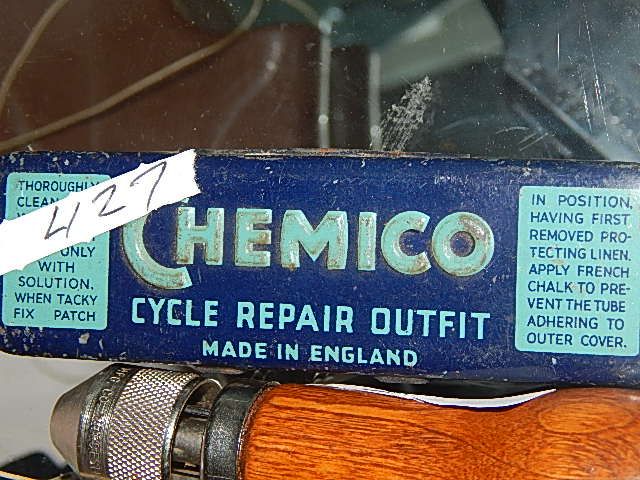 THOROUGHLY
CLEAN
427
ONLY
WITH
SOLUTION.
WHEN TACKY
FIX PATCH
CHEMICO
CYCLE REPAIR OUTFIT
MADE IN ENGLAND
IN POSITION,
HAVING FIRST
REMOVED PRO-
TECTING LINEN.
APPLY FRENCH
CHALK TO PRE-
VENT THE TUBE
ADHERING TO
OUTER COVER.